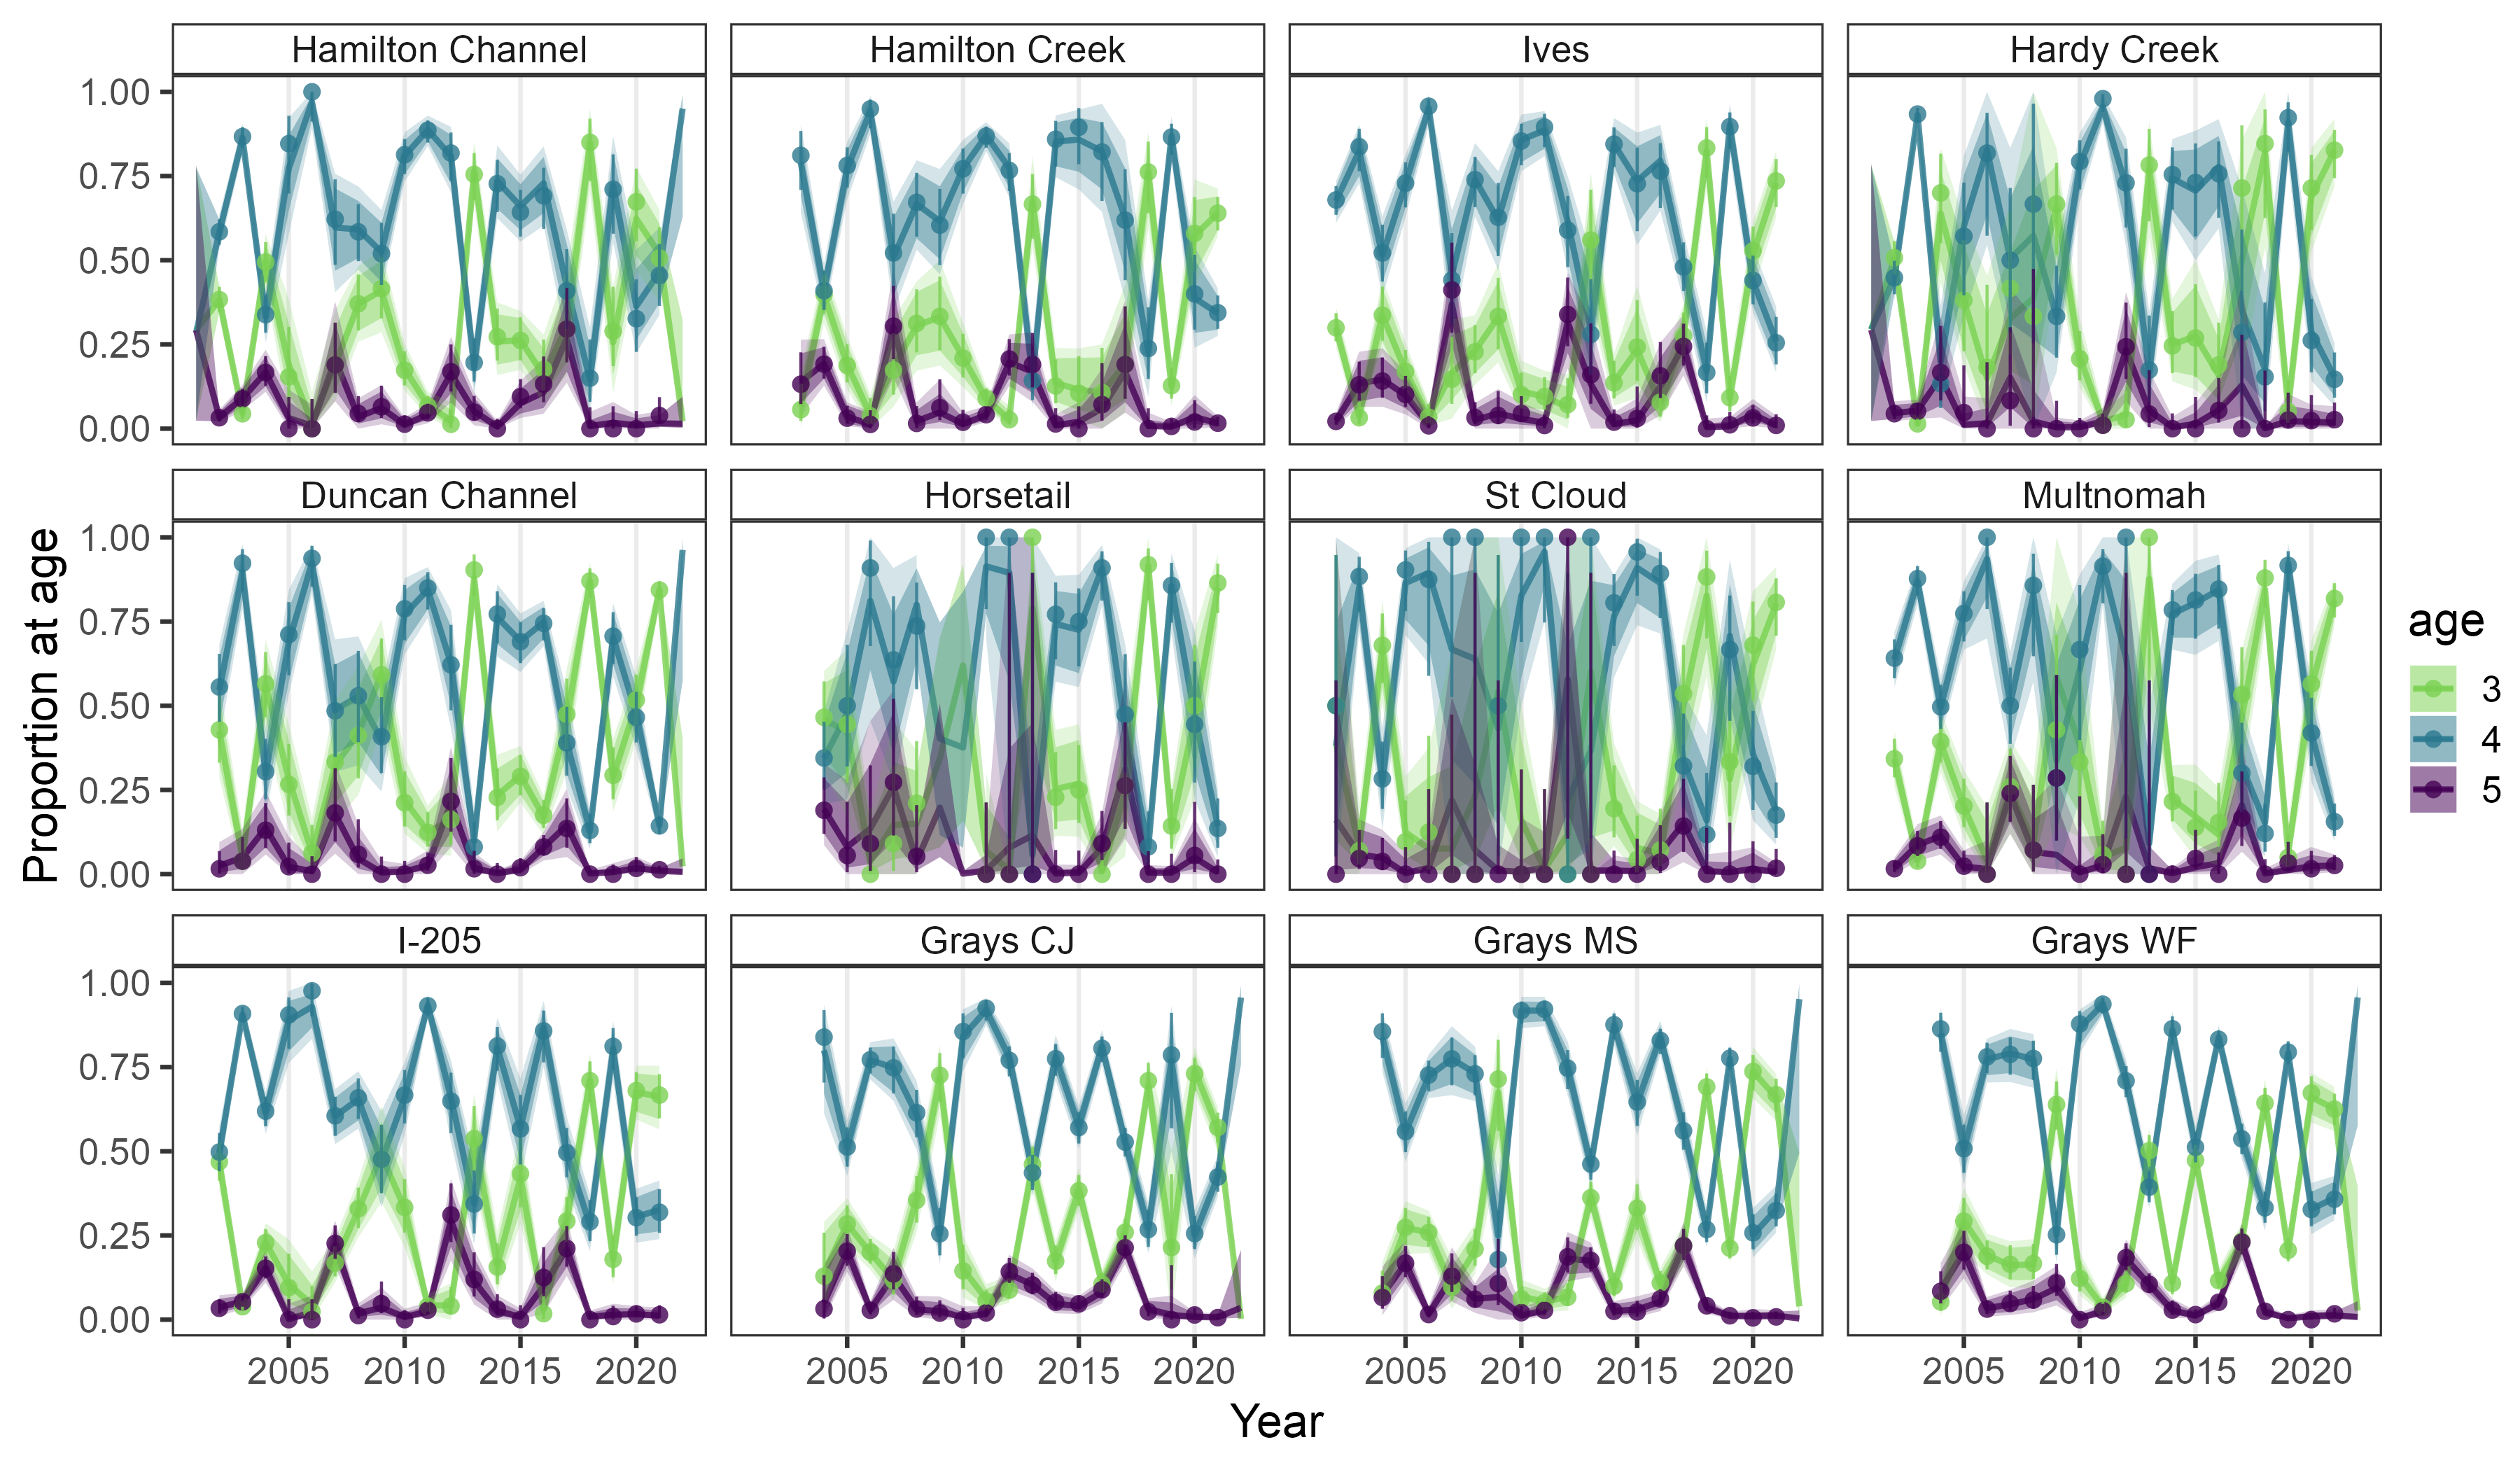 Hamilton Channel Hamilton Creek Ives Hardy Creek
1.00
0.75
0.50
0.25
0.00
Duncan Channel Horsetail St Cloud Multnomah
1.00
0.75
0.50
0.25
0.00
Proportion at age
age
3
4
5
I-205 Grays CJ Grays MS Grays WF
1.00
0.75
0.50
0.25
0.00
2005 2010 2015 2020 2005 2010 2015 2020 2005 2010 2015 2020 2005 2010 2015 2020
Year